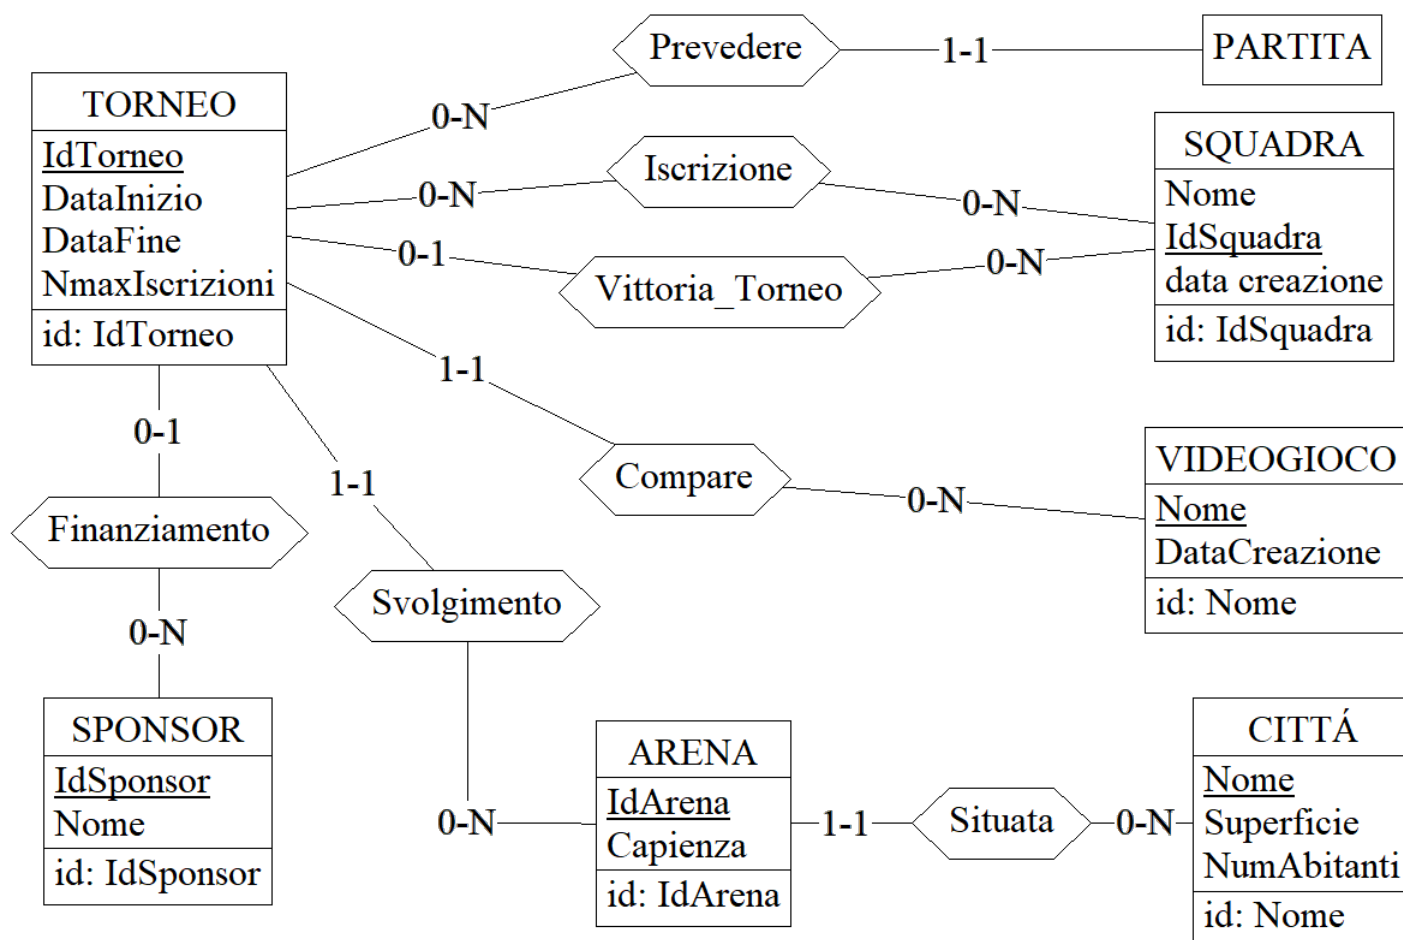 Prevedere
1-1
PARTITA
TORNEO
IdTorneo
DataInizio
DataFine
NmaxIscrizioni
id: IdTorneo
0-N
Iscrizione
0-N
0-N
SQUADRA
Nome
IdSquadra
data creazione
id: IdSquadra
0-1
Vittoria_Torneo
0-N
1-1
Compare
0-N
VIDEOGIOCO
Nome
DataCreazione
id: Nome
0-1
Finanziamento
0-N
1-1
Svolgimento
0-N
SPONSOR
IdSponsor
Nome
id: IdSponsor
ARENA
IdArena
Capienza
id: IdArena
1-1
Situata
0-N
CITTÁ
Nome
Superficie
NumAbitanti
id: Nome